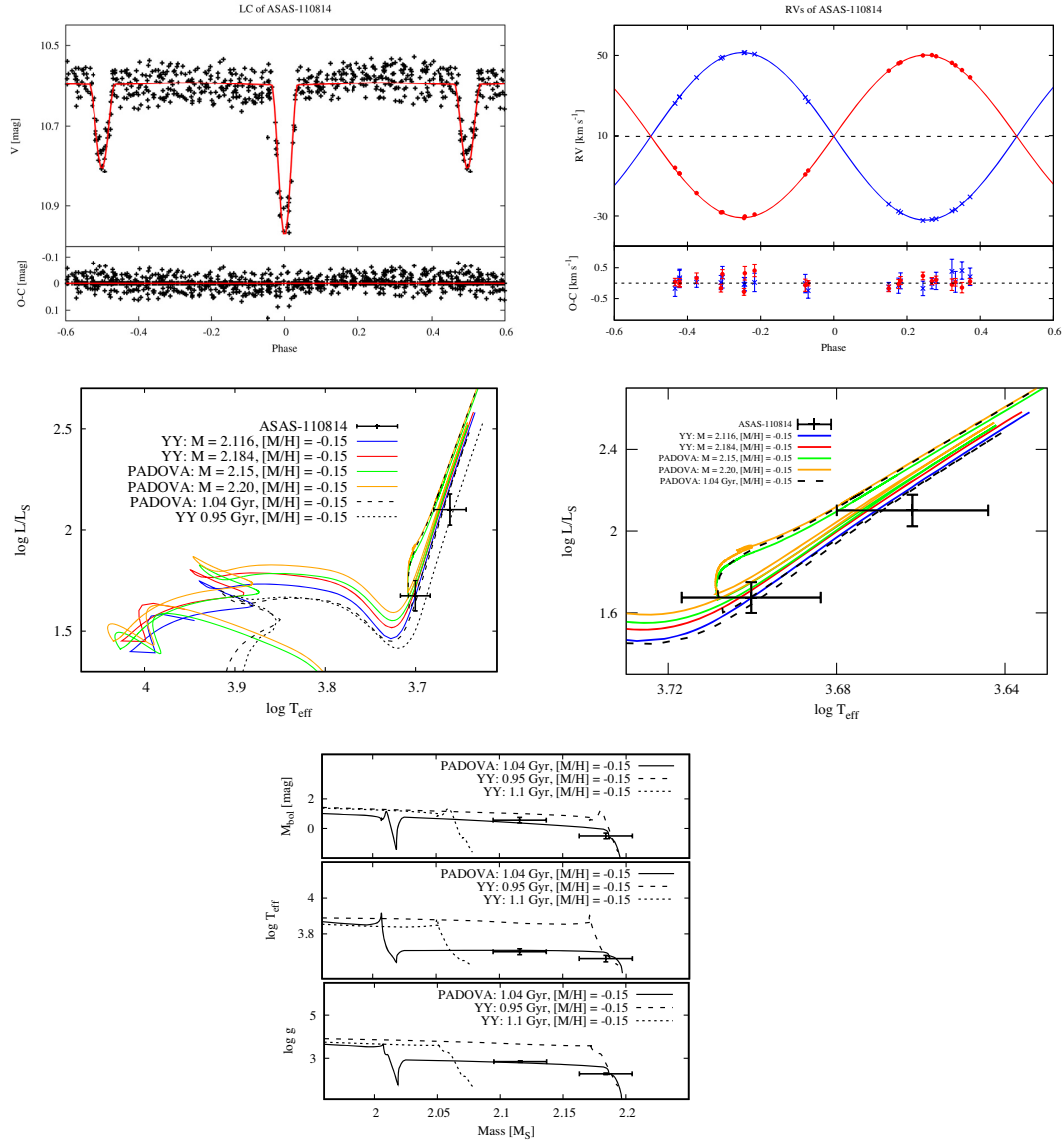 LC of ASAS-110814
10.5
10.7
10.9
V [mag]
-0.1
0
0.1
O-C [mag]
-0.6 -0.4 -0.2 0 0.2 0.4 0.6
Phase
RVs of ASAS-110814
50
10
-30
RV [km s⁻¹]
0.5
-0.5
O-C [km s⁻¹]
-0.6 -0.4 -0.2 0 0.2 0.4 0.6
Phase
ASAS-110814
YY: M = 2.116, [M/H] = -0.15
YY: M = 2.184, [M/H] = -0.15
PADOVA: M = 2.15, [M/H] = -0.15
PADOVA: M = 2.20, [M/H] = -0.15
PADOVA: 1.04 Gyr, [M/H] = -0.15
YY 0.95 Gyr, [M/H] = -0.15
2.5
2
1.5
log L/L_S
4 3.9 3.8 3.7
log T_eff
ASAS-110814
YY: M = 2.116, [M/H] = -0.15
YY: M = 2.184, [M/H] = -0.15
PADOVA: M = 2.15, [M/H] = -0.15
PADOVA: M = 2.20, [M/H] = -0.15
PADOVA: 1.04 Gyr, [M/H] = -0.15
2.4
2
1.6
log L/L_S
3.72 3.68 3.64
log T_eff
PADOVA: 1.04 Gyr, [M/H] = -0.15
YY: 0.95 Gyr, [M/H] = -0.15
YY: 1.1 Gyr, [M/H] = -0.15
2
0
M_bol [mag]
PADOVA: 1.04 Gyr, [M/H] = -0.15
YY: 0.95 Gyr, [M/H] = -0.15
YY: 1.1 Gyr, [M/H] = -0.15
4
3.8
log T_eff
PADOVA: 1.04 Gyr, [M/H] = -0.15
YY: 0.95 Gyr, [M/H] = -0.15
YY: 1.1 Gyr, [M/H] = -0.15
5
3
log g
2 2.05 2.1 2.15 2.2
Mass [M_S]